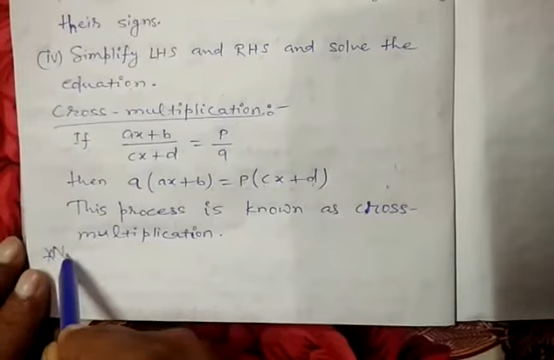 their signs.
(iv) Simplify LHS and RHS and solve the
equation.
Cross-multiplication:-
If (ax+b)/(cx+d) = p/q
then q(ax+b) = p(cx+d)
This process is known as cross-
multiplication.
*N